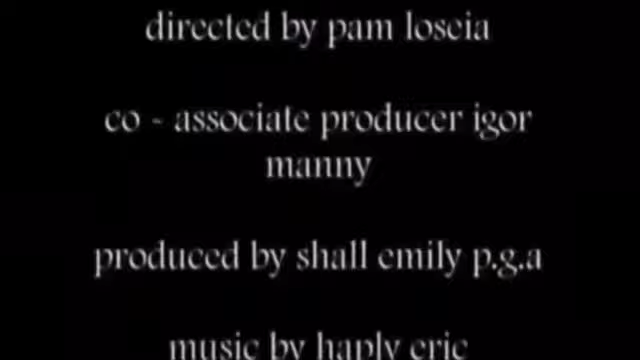 directed by pam loscia
co - associate producer igor
manny
produced by shall emily p.g.a
music by haply eric